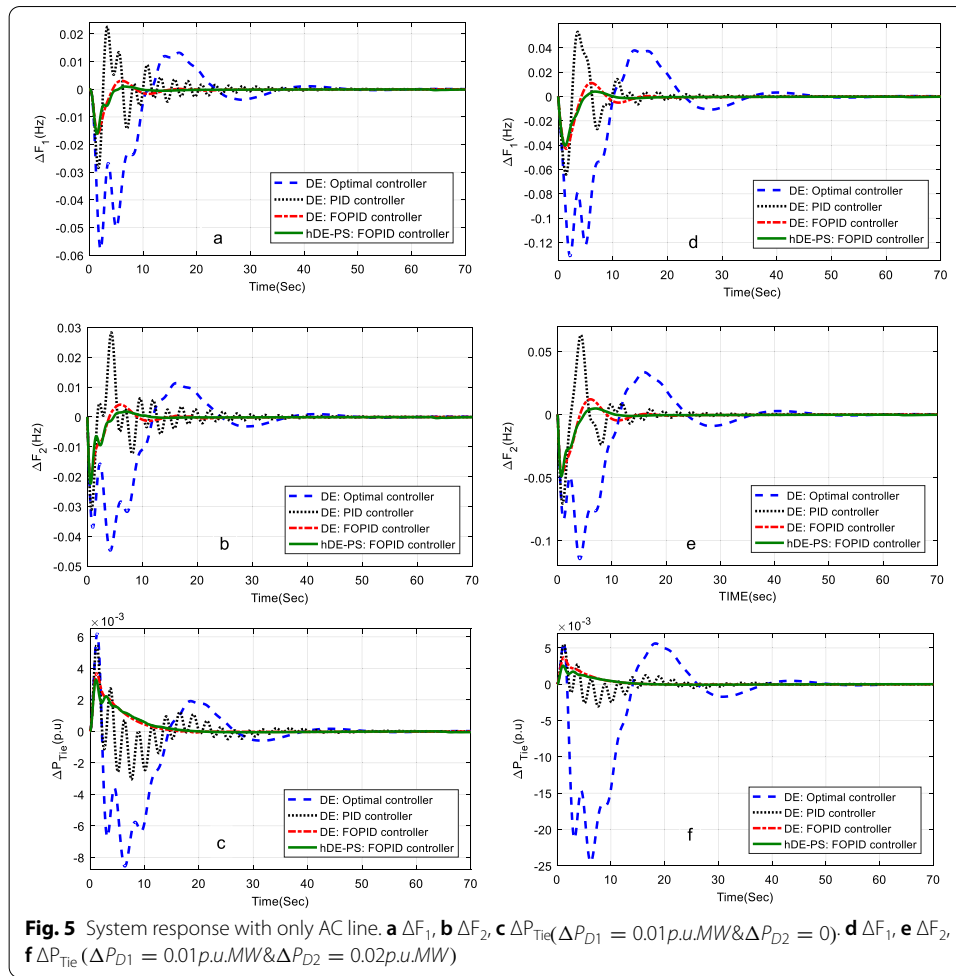 0.02
0.01
0
-0.01
-0.02
-0.03
-0.04
-0.05
-0.06
ΔF1(Hz)
DE: Optimal controller
DE: PID controller
DE: FOPID controller
hDE-PS: FOPID controller
a
0 10 20 30 40 50 60 70
Time(Sec)
0.04
0.02
0
-0.02
-0.04
-0.06
-0.08
-0.1
-0.12
ΔF1(Hz)
DE: Optimal controller
DE: PID controller
DE: FOPID controller
hDE-PS: FOPID controller
d
0 10 20 30 40 50 60 70
Time(Sec)
0.03
0.02
0.01
0
-0.01
-0.02
-0.03
-0.04
-0.05
ΔF2(Hz)
DE: Optimal controller
DE: PID controller
DE: FOPID controller
hDE-PS: FOPID controller
b
0 10 20 30 40 50 60 70
Time(Sec)
0.05
0
-0.05
-0.1
ΔF2(Hz)
DE: Optimal controller
DE: PID controller
DE: FOPID controller
hDE-PS: FOPID controller
e
0 10 20 30 40 50 60 70
TIME(sec)
× 10^-3
6
4
2
0
-2
-4
-6
-8
ΔP_Tie(p.u)
DE: Optimal controller
DE: PID controller
DE: FOPID controller
hDE-PS: FOPID controller
c
0 10 20 30 40 50 60 70
Time(Sec)
× 10^-3
5
0
-5
-10
-15
-20
-25
ΔP_Tie(p.u)
DE: Optimal controller
DE: PID controller
DE: FOPID controller
hDE-PS: FOPID controller
f
0 10 20 30 40 50 60 70
Time(Sec)
Fig. 5 System response with only AC line. a ΔF1, b ΔF2, c ΔP_Tie(ΔP_D1 = 0.01p.u.MW&ΔP_D2 = 0). d ΔF1, e ΔF2,
f ΔP_Tie (ΔP_D1 = 0.01p.u.MW&ΔP_D2 = 0.02p.u.MW)